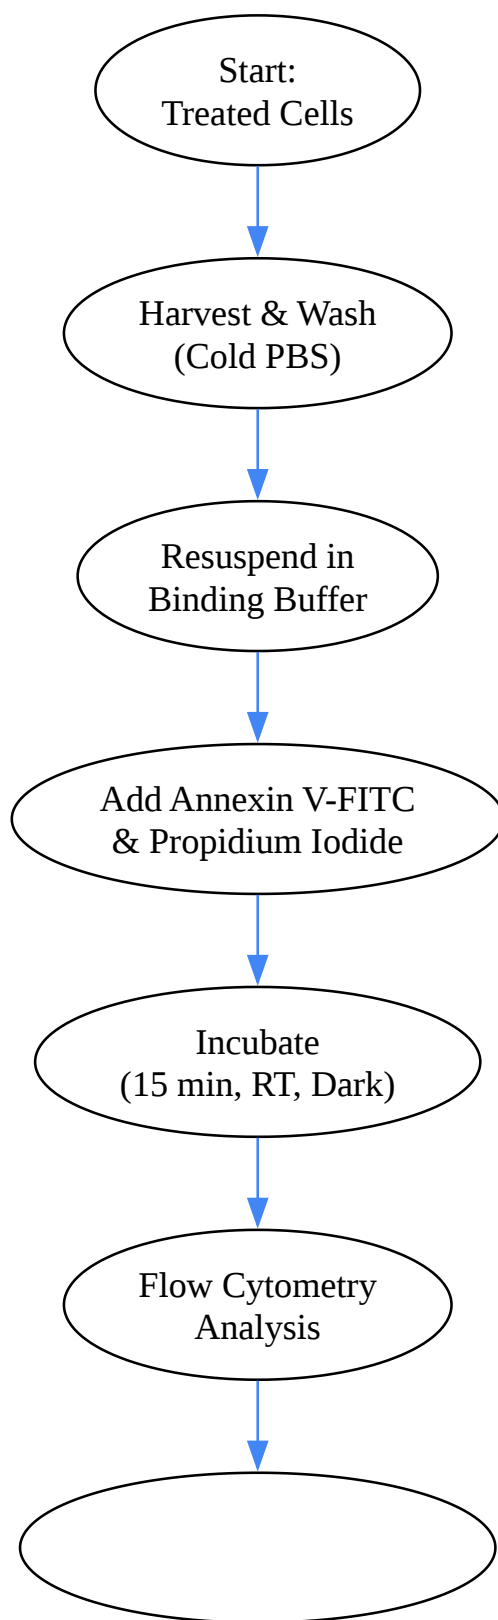 Start:
Treated Cells
Harvest & Wash
(Cold PBS)
Resuspend in
Binding Buffer
Add Annexin V-FITC
& Propidium Iodide
Incubate
(15 min, RT, Dark)
Flow Cytometry
Analysis